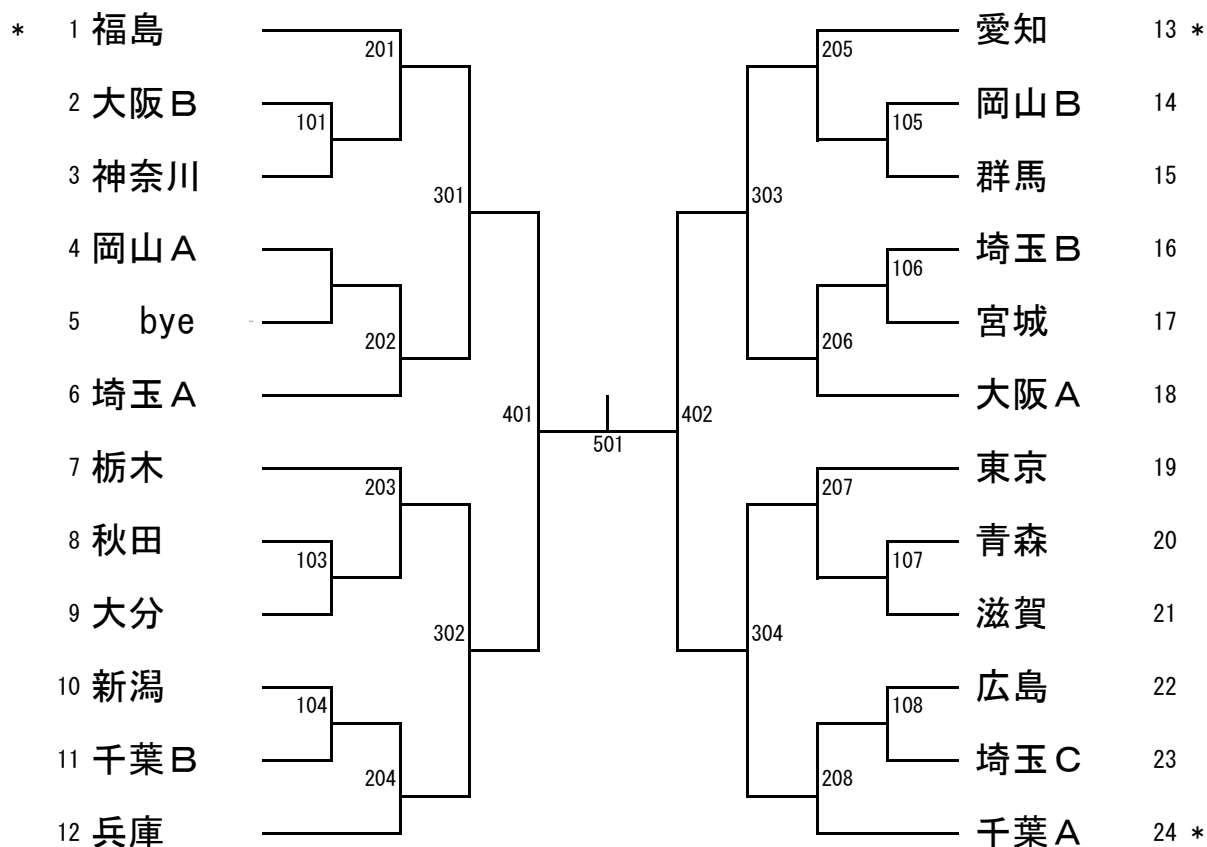 * 1 福島 201 205 愛知 13 *
2 大阪B 101 105 岡山B 14
3 神奈川 群馬 15
301 303
4 岡山A 106 埼玉B 16
5 bye 宮城 17
202 206
6 埼玉A 大阪A 18
401 402
501
7 栃木 203 207 東京 19
8 秋田 103 107 青森 20
9 大分 滋賀 21
302 304
10 新潟 104 108 広島 22
11 千葉B 埼玉C 23
204 208
12 兵庫 千葉A 24 *